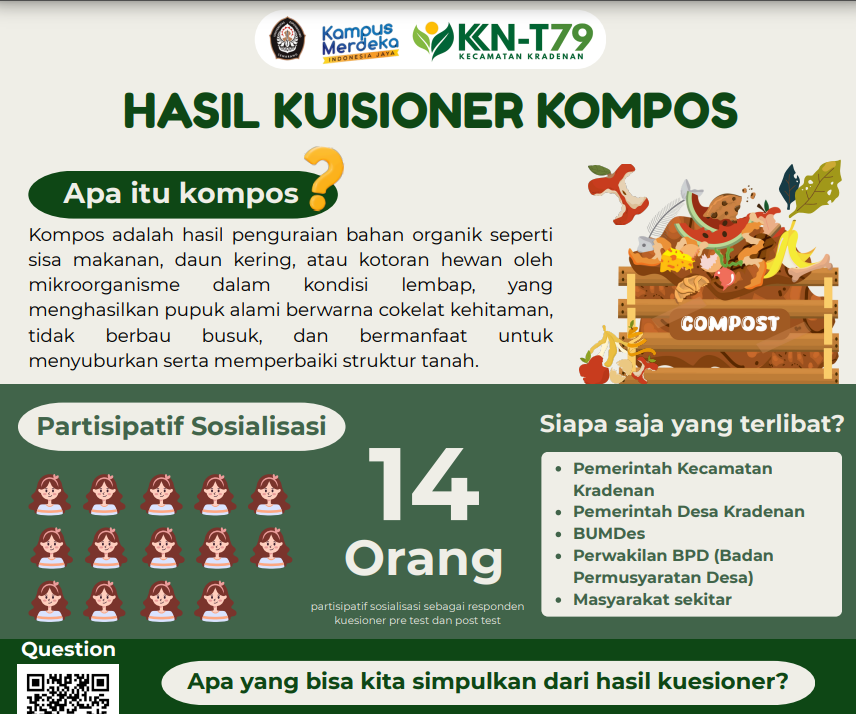 Kampus
Merdeka
INDONESIA JAYA
KKN-T79
KECAMATAN KRADENAN
HASIL KUISIONER KOMPOS
Apa itu kompos ?
Kompos adalah hasil penguraian bahan organik seperti
sisa makanan, daun kering, atau kotoran hewan oleh
mikroorganisme dalam kondisi lembap, yang
menghasilkan pupuk alami berwarna cokelat kehitaman,
tidak berbau busuk, dan bermanfaat untuk
menyuburkan serta memperbaiki struktur tanah.
COMPOST
Partisipatif Sosialisasi
14
Orang
partisipatif sosialisasi sebagai responden
kuesioner pre test dan post test
Siapa saja yang terlibat?
• Pemerintah Kecamatan
Kradenan
• Pemerintah Desa Kradenan
• BUMDes
• Perwakilan BPD (Badan
Permusyaratan Desa)
• Masyarakat sekitar
Question
Apa yang bisa kita simpulkan dari hasil kuesioner?